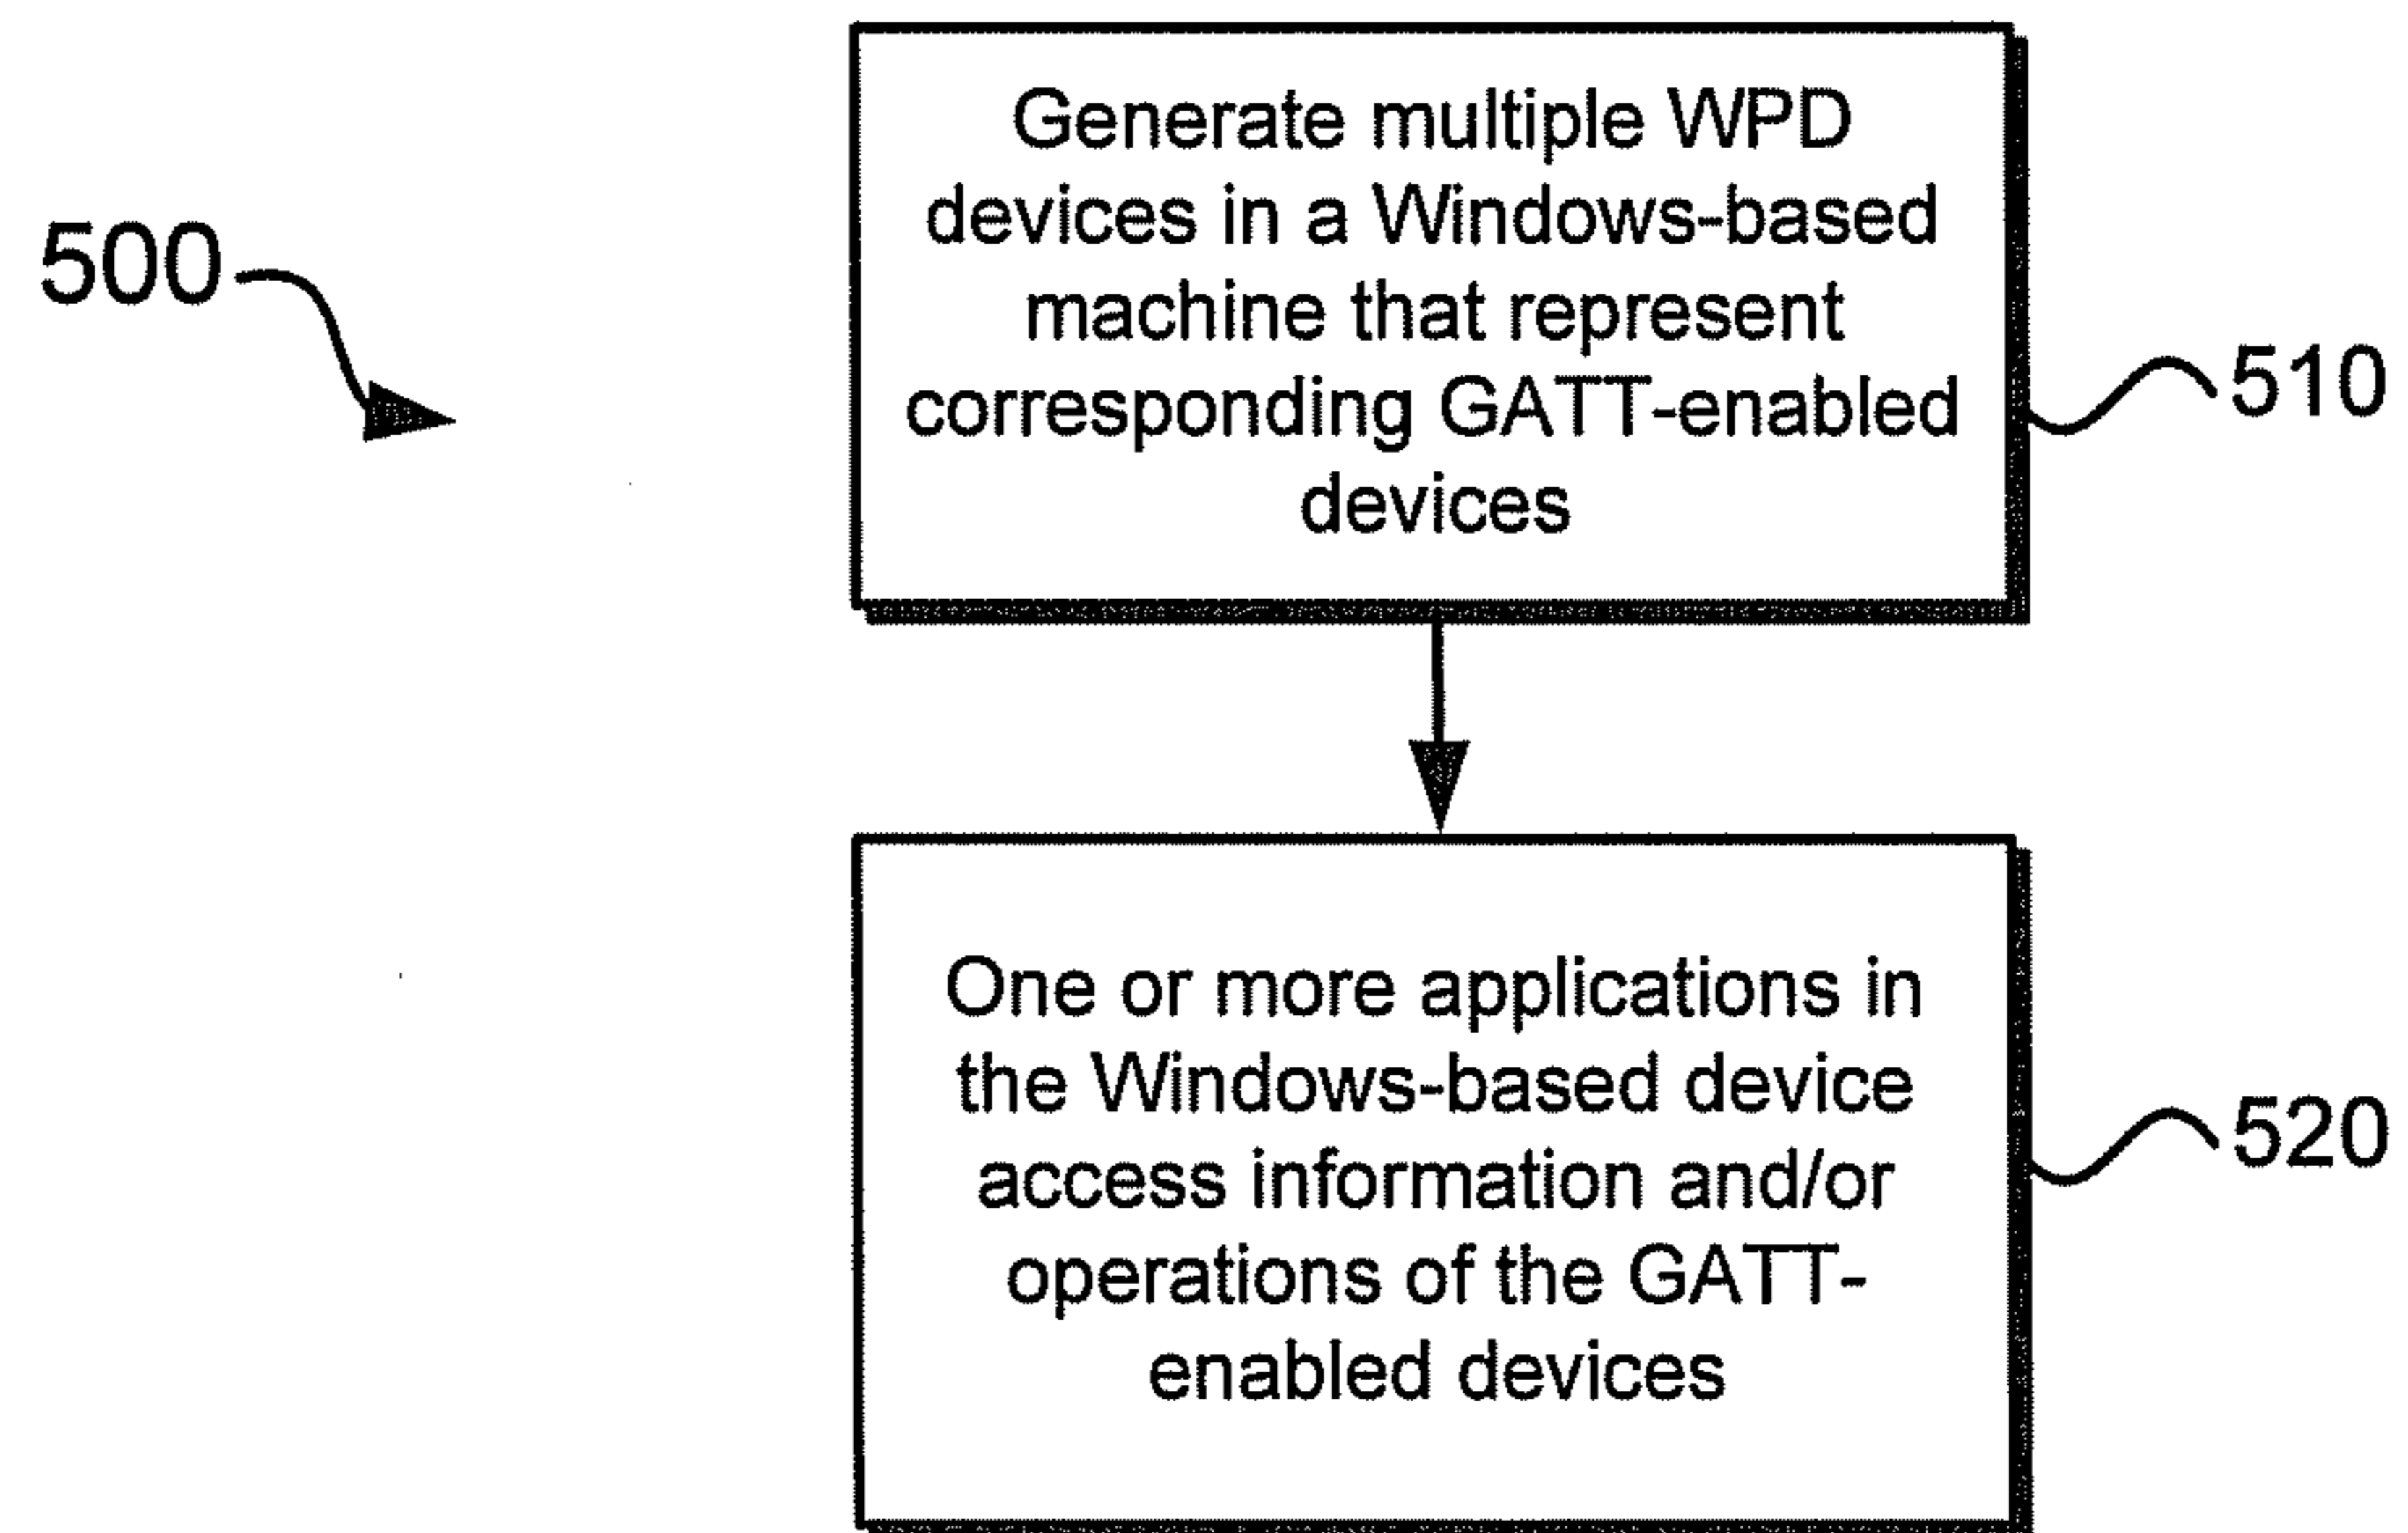 500
Generate multiple WPD
devices in a Windows-based
machine that represent
corresponding GATT-enabled
devices
510
One or more applications in
the Windows-based device
access information and/or
operations of the GATT-
enabled devices
520